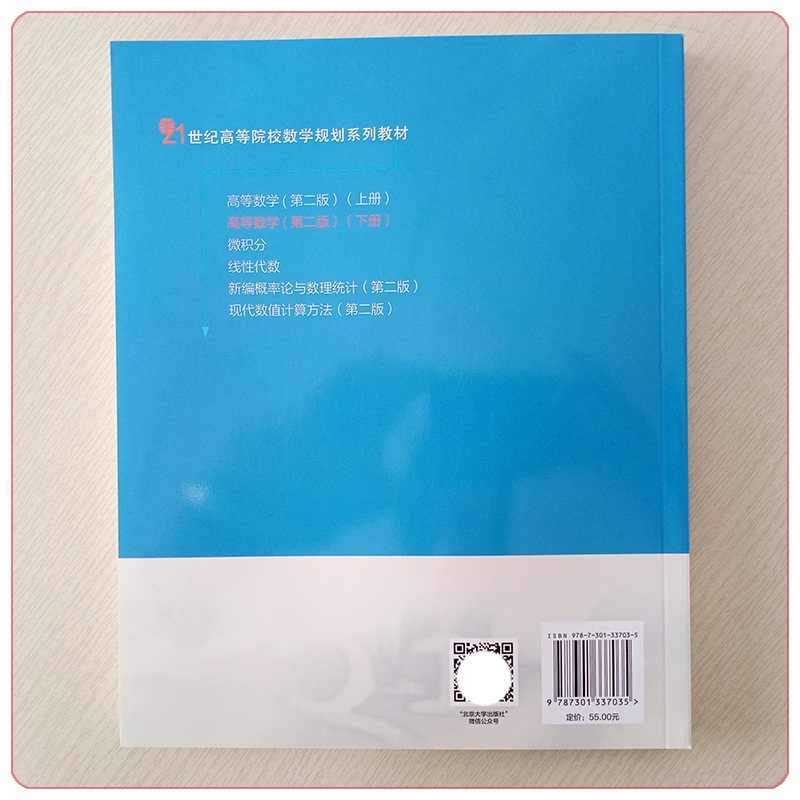 21世纪高等院校数学规划系列教材
高等数学(第二版)(上册)
高等数学(第二版)(下册)
微积分
线性代数
新编概率论与数理统计(第二版)
现代数值计算方法(第二版)
ISBN 978-7-301-33703-5
9 787301 337035 >
定价：55.00元
“北京大学出版社”
微信公众号